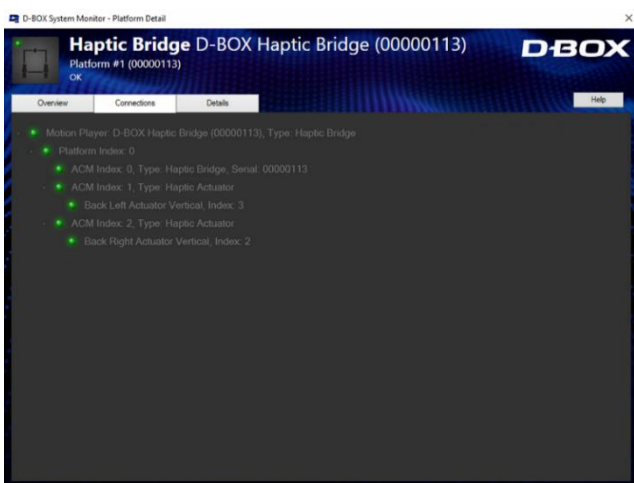 D-BOX System Monitor - Platform Detail
Haptic Bridge D-BOX Haptic Bridge (00000113)
Platform #1 (00000113)
OK
D-BOX
Overview
Connections
Details
Help
Motion Player: D-BOX Haptic Bridge (00000113), Type: Haptic Bridge
Platform Index: 0
ACM Index: 0, Type: Haptic Bridge, Serial: 00000113
ACM Index: 1, Type: Haptic Actuator
Back Left Actuator Vertical, Index: 3
ACM Index: 2, Type: Haptic Actuator
Back Right Actuator Vertical, Index: 2